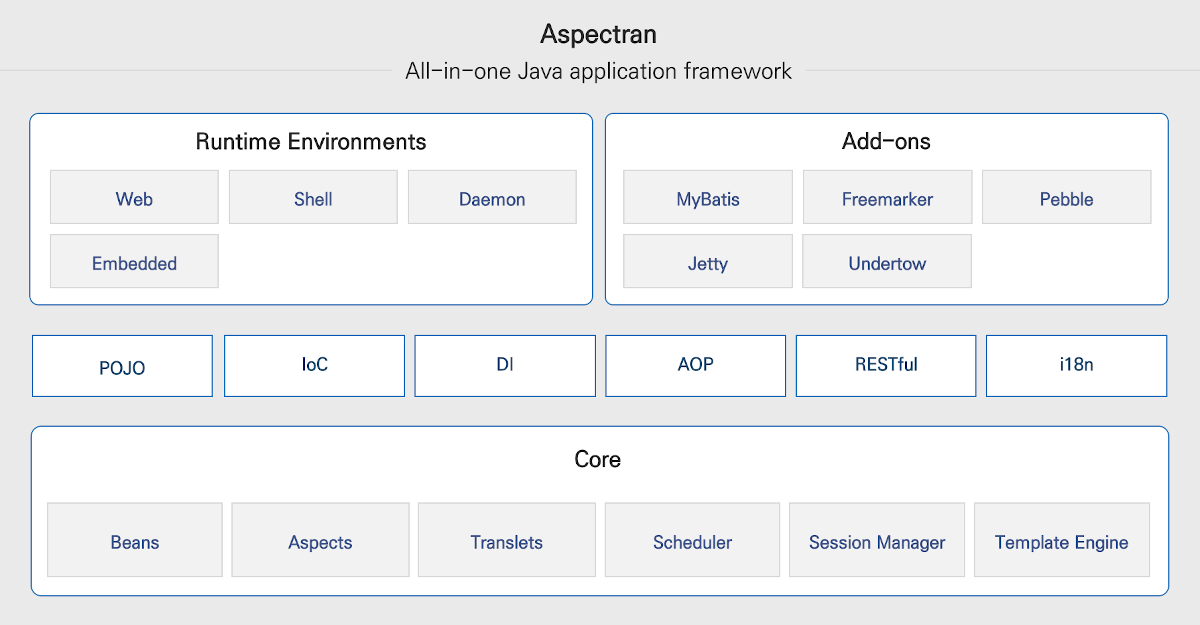 Aspectran
All-in-one Java application framework
Runtime Environments
Web
Shell
Daemon
Embedded
Add-ons
MyBatis
Freemarker
Pebble
Jetty
Undertow
POJO
IoC
DI
AOP
RESTful
i18n
Core
Beans
Aspects
Translets
Scheduler
Session Manager
Template Engine